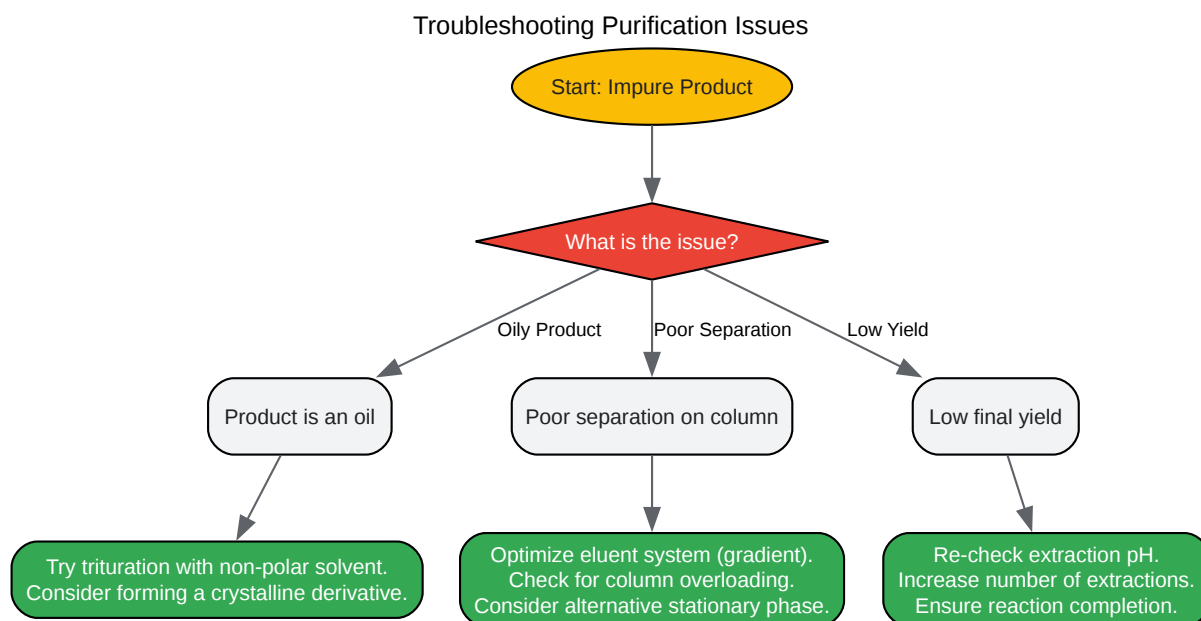 Troubleshooting Purification Issues
Start: Impure Product
What is the issue?
Oily Product
Poor Separation
Low Yield
Product is an oil
Poor separation on column
Low final yield
Try trituration with non-polar solvent.
Consider forming a crystalline derivative.
Optimize eluent system (gradient).
Check for column overloading.
Consider alternative stationary phase.
Re-check extraction pH.
Increase number of extractions.
Ensure reaction completion.